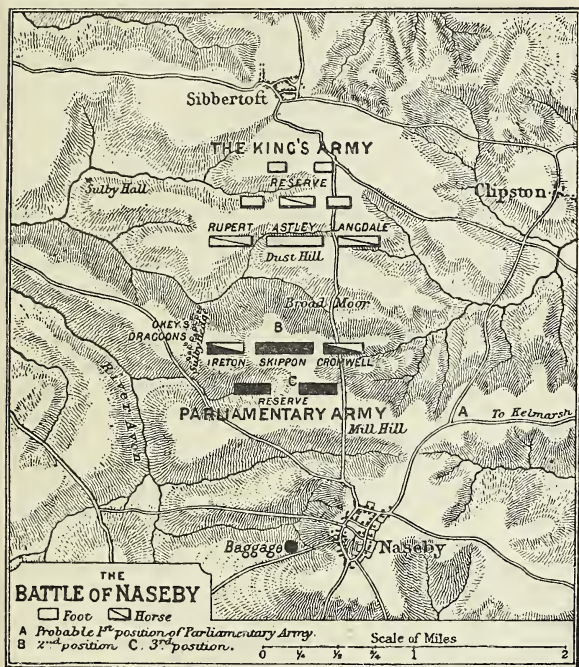 Sibbertoft
THE KING'S ARMY
RESERVE
Sulby Hall
Clipston
RUPERT ASTLEY LANGDALE
Dust Hill
Broad Moor
OKEY'S
DRAGOONS
Sulby Hedges
B
IRETON SKIPPON CROMWELL
C
RESERVE
PARLIAMENTARY ARMY
River Avon
A
To Kelmarsh
Mill Hill
Baggage
Naseby
THE
BATTLE OF NASEBY
Foot Horse
A Probable 1st position of Parliamentary Army.
B 2nd position C. 3rd position.
Scale of Miles
0 ¼ ½ ¾ 1 2